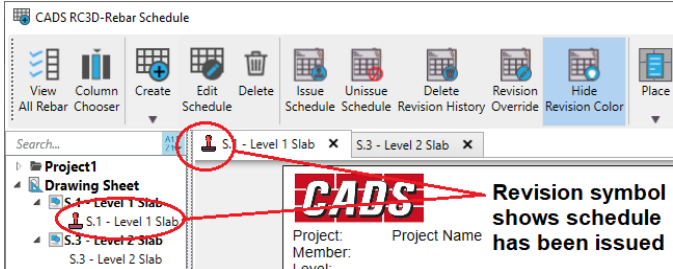 CADS RC3D-Rebar Schedule
View
All Rebar
Column
Chooser
Create
Edit
Schedule
Delete
Issue
Schedule
Unissue
Schedule
Delete
Revision History
Revision
Override
Hide
Revision Color
Place
Search...
S.1 - Level 1 Slab
S.3 - Level 2 Slab
Project1
Drawing Sheet
S.1 - Level 1 Slab
S.1 - Level 1 Slab
S.3 - Level 2 Slab
S.3 - Level 2 Slab
CADS
Project: Project Name
Member:
Level:
Revision symbol
shows schedule
has been issued